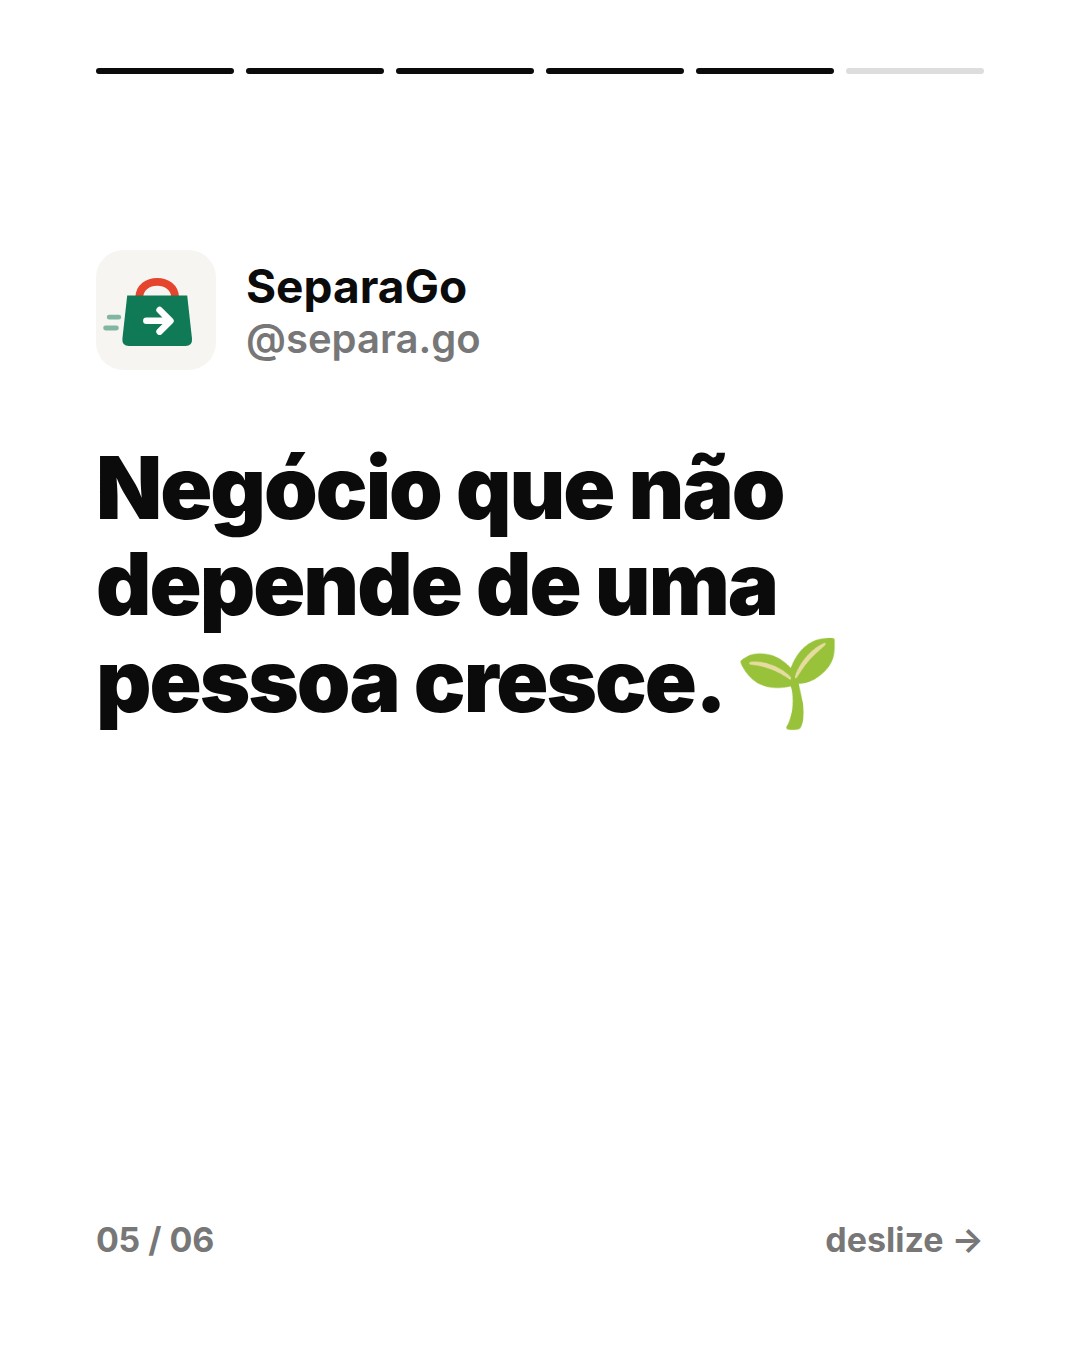 SeparaGo
@separa.go
Negócio que não
depende de uma
pessoa cresce. 🌱
05 / 06
deslize →